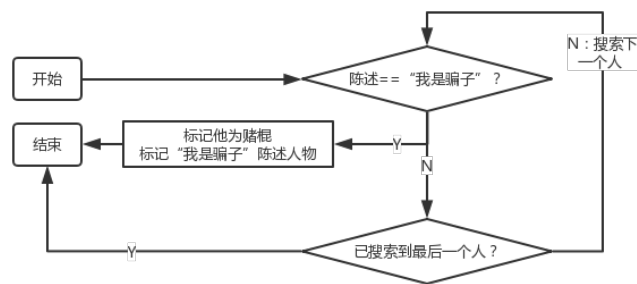 N：搜索下
一个人
开始
陈述==“我是骗子”？
结束
标记他为赌棍
标记“我是骗子”陈述人物
Y
N
已搜索到最后一个人？
Y